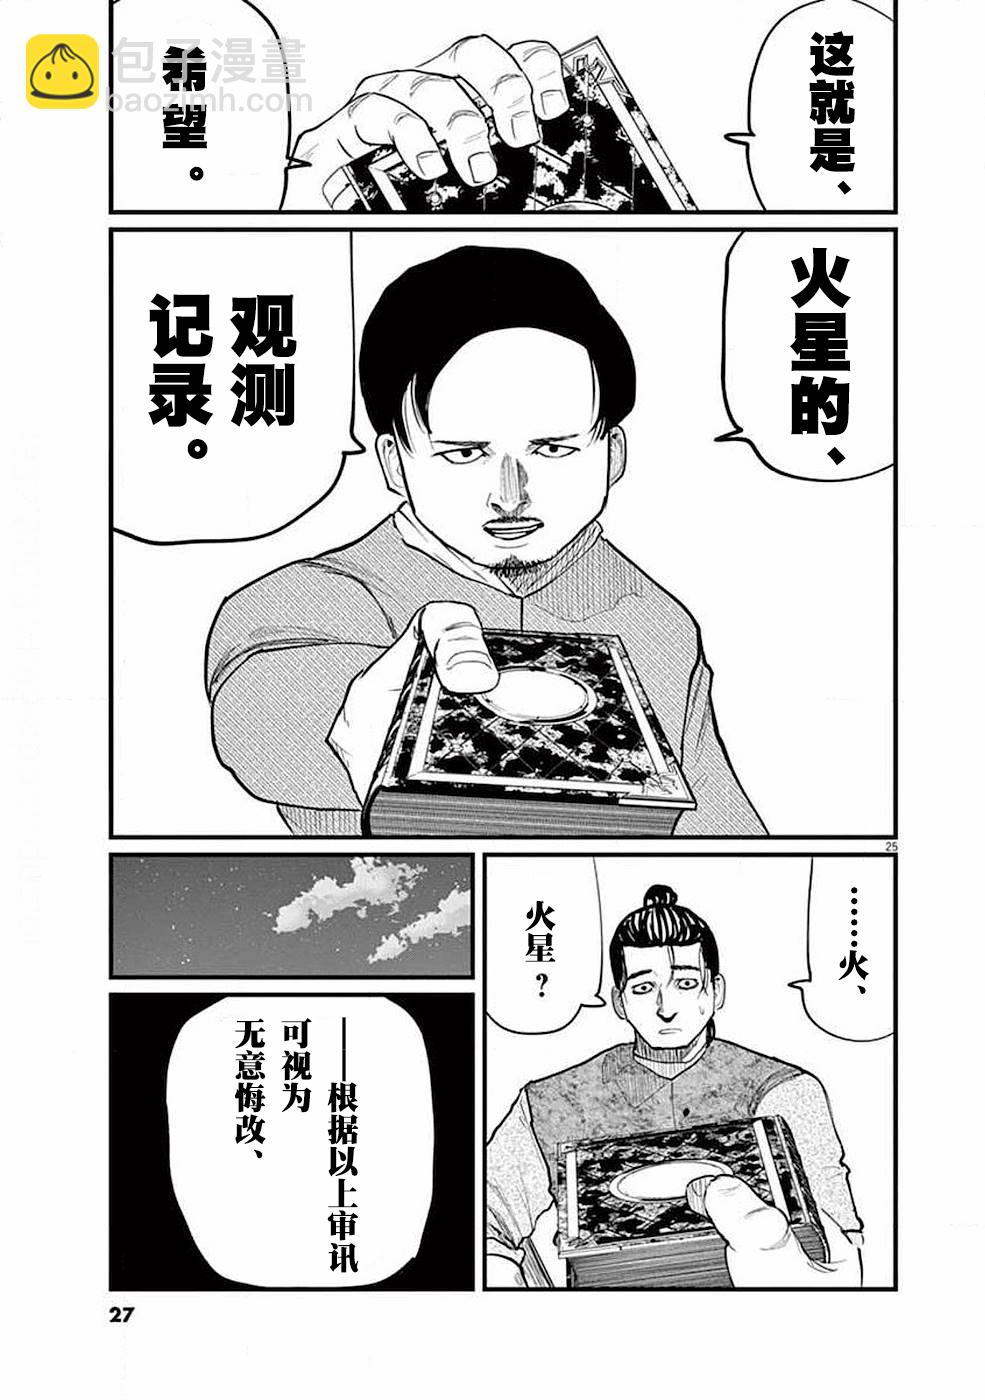 包子漫畫
baozimh.com
这就是、
希望。
火星的、
观测
记录。
25
……火、
火星？
——根据以上审讯
可视为
无意悔改、
27